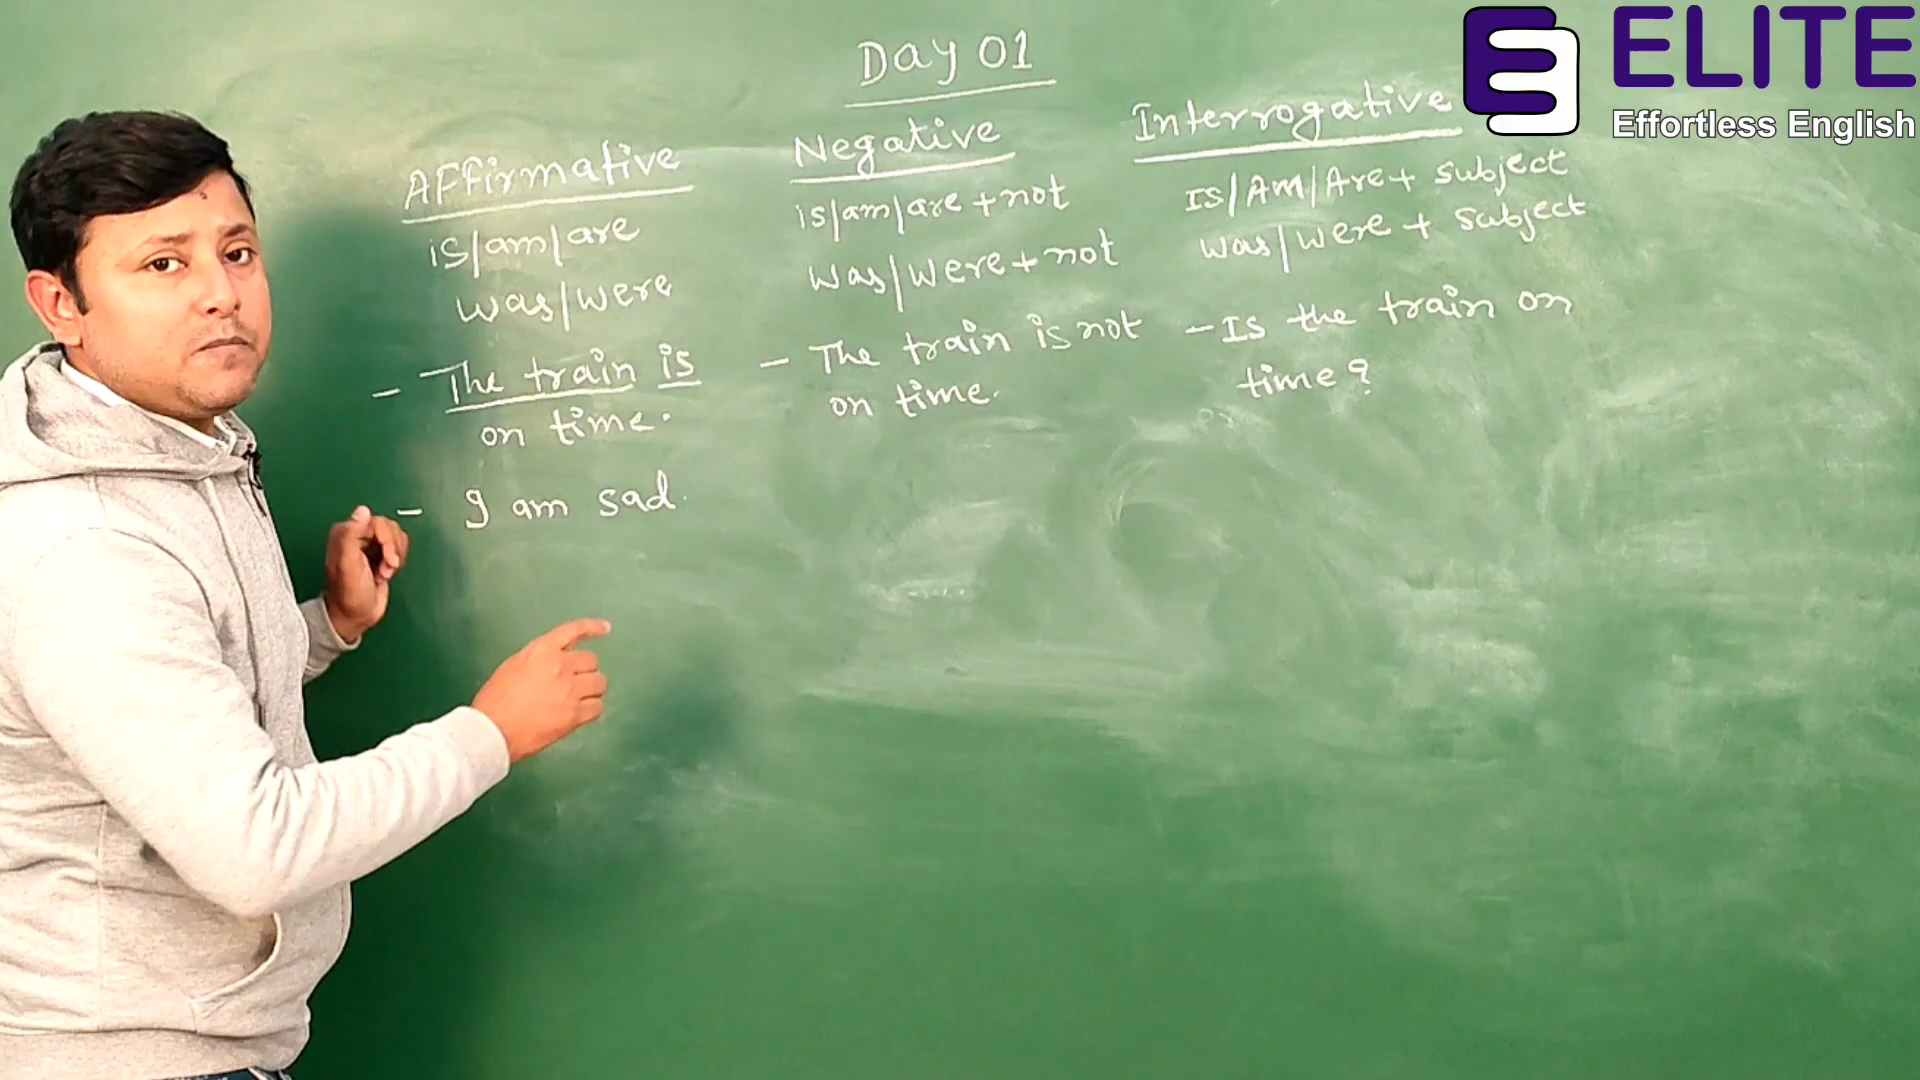 Day 01
ELITE
Effortless English
Affirmative
is/am/are
was/were
- The train is
on time.
- I am sad.
Negative
is/am/are + not
was/were + not
- The train is not
on time.
Interrogative
Is/Am/Are + subject
Was/Were + subject
- Is the train on
time?